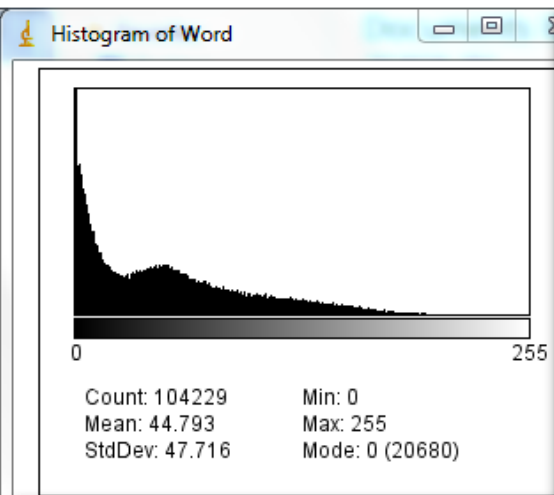 Histogram of Word
0 255
Count: 104229 Min: 0
Mean: 44.793 Max: 255
StdDev: 47.716 Mode: 0 (20680)